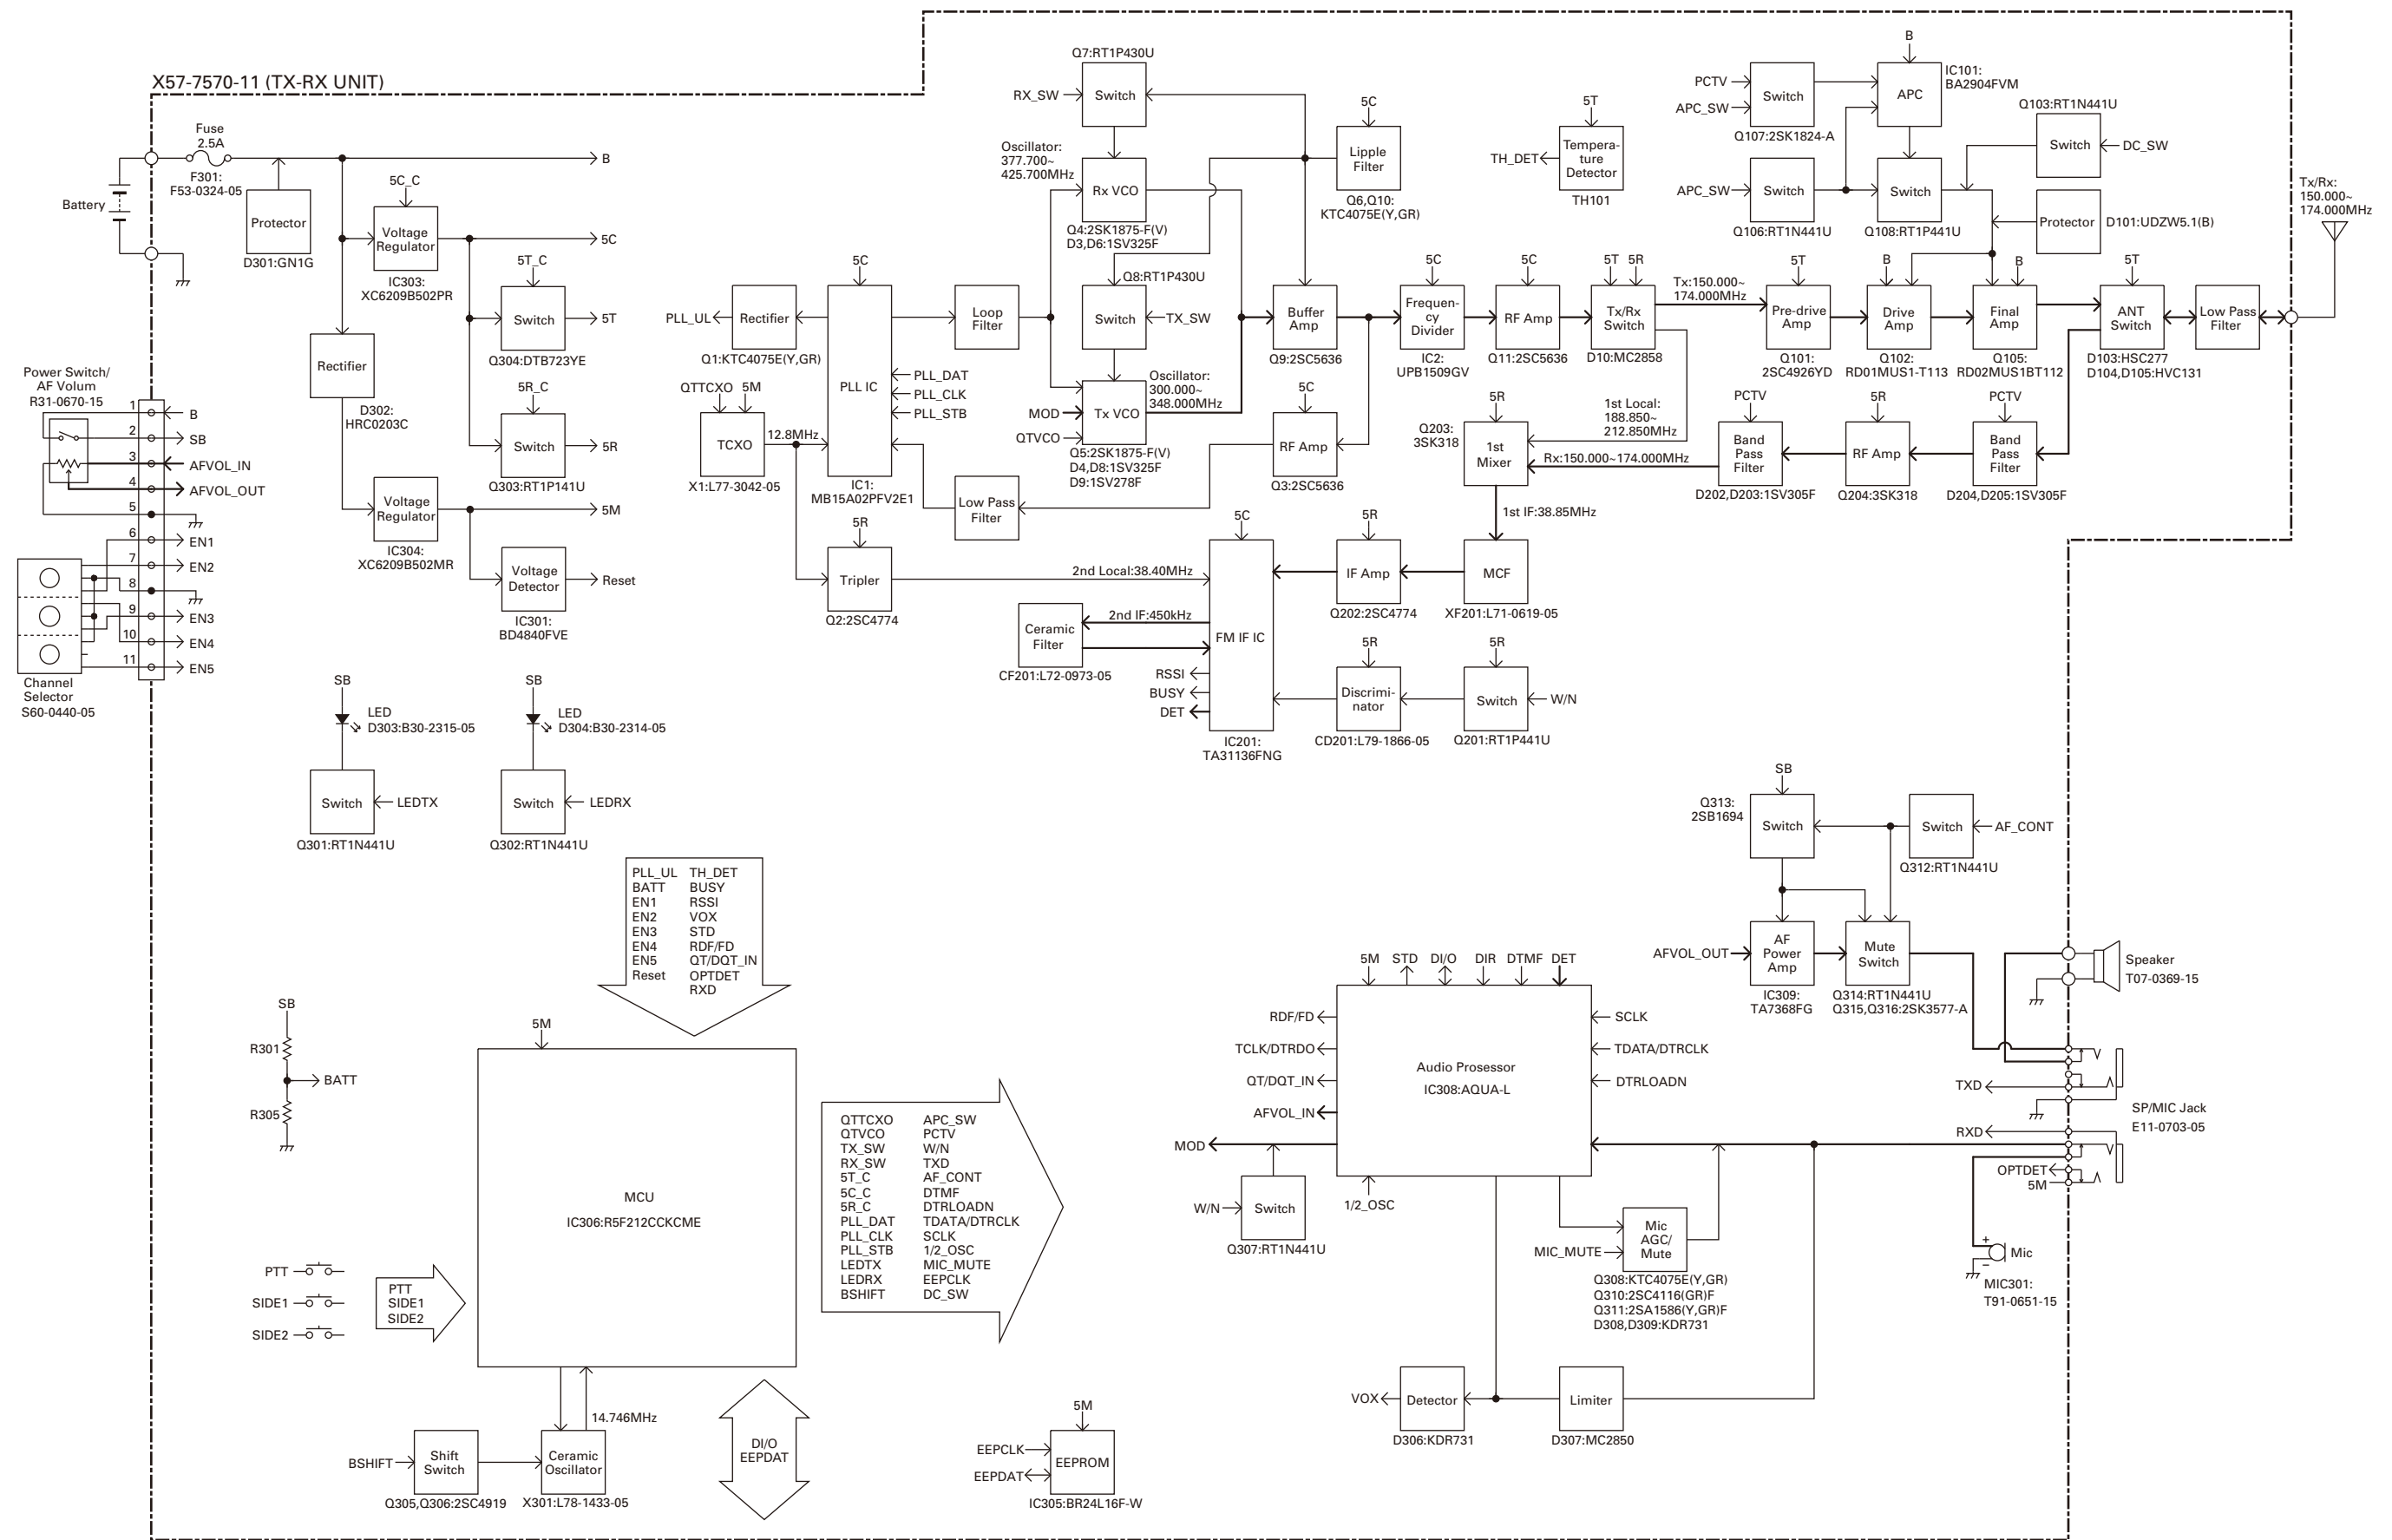 X57-7570-11 (TX-RX UNIT)
Fuse
2.5A
F301:
F53-0324-05
Battery
Protector
D301:GN1G
B
5C_C
Voltage
Regulator
IC303:
XC6209B502PR
5C
5T_C
Switch
5T
Q304:DTB723YE
Rectifier
D302:
HRC0203C
5R_C
Switch
5R
Q303:RT1P141U
Voltage
Regulator
IC304:
XC6209B502MR
5M
Voltage
Detector
Reset
IC301:
BD4840FVE
Power Switch/
AF Volum
R31-0670-15
1
B
2
SB
3
AFVOL_IN
4
AFVOL_OUT
5
6
EN1
7
EN2
8
9
EN3
10
EN4
11
EN5
Channel
Selector
S60-0440-05
SB
LED
D303:B30-2315-05
Switch
LEDTX
Q301:RT1N441U
SB
LED
D304:B30-2314-05
Switch
LEDRX
Q302:RT1N441U
Q7:RT1P430U
RX_SW
Switch
Oscillator:
377.700~
425.700MHz
Rx VCO
Q4:2SK1875-F(V)
D3,D6:1SV325F
5C
Lipple
Filter
Q6,Q10:
KTC4075E(Y,GR)
Q8:RT1P430U
Switch
TX_SW
MOD
QTVCO
Tx VCO
Oscillator:
300.000~
348.000MHz
Q5:2SK1875-F(V)
D4,D8:1SV325F
D9:1SV278F
PLL_UL
Rectifier
Q1:KTC4075E(Y,GR)
5C
PLL IC
PLL_DAT
PLL_CLK
PLL_STB
IC1:
MB15A02PFV2E1
Loop
Filter
QTTCXO
5M
TCXO
12.8MHz
X1:L77-3042-05
Low Pass
Filter
5R
Tripler
Q2:2SC4774
2nd Local:38.40MHz
Buffer
Amp
Q9:2SC5636
5C
RF Amp
Q3:2SC5636
5C
Frequen-
cy
Divider
IC2:
UPB1509GV
5C
RF Amp
Q11:2SC5636
5T
5R
Tx/Rx
Switch
D10:MC2858
5T
TH_DET
Tempera-
ture
Detector
TH101
PCTV
APC_SW
Switch
Q107:2SK1824-A
B
APC
IC101:
BA2904FVM
Q103:RT1N441U
Switch
DC_SW
APC_SW
Switch
Q106:RT1N441U
Switch
Q108:RT1P441U
Protector
D101:UDZW5.1(B)
Tx/Rx:
150.000~
174.000MHz
Tx:150.000~
174.000MHz
5T
Pre-drive
Amp
Q101:
2SC4926YD
B
Drive
Amp
Q102:
RD01MUS1-T113
B
Final
Amp
Q105:
RD02MUS1BT112
5T
ANT
Switch
D103:HSC277
D104,D105:HVC131
Low Pass
Filter
1st Local:
188.850~
212.850MHz
5R
Q203:
3SK318
1st
Mixer
Rx:150.000~174.000MHz
PCTV
Band
Pass
Filter
D202,D203:1SV305F
5R
RF Amp
Q204:3SK318
PCTV
Band
Pass
Filter
D204,D205:1SV305F
1st IF:38.85MHz
MCF
XF201:L71-0619-05
5R
IF Amp
Q202:2SC4774
5C
FM IF IC
IC201:
TA31136FNG
2nd IF:450kHz
Ceramic
Filter
CF201:L72-0973-05
RSSI
BUSY
DET
5R
Discrimi-
nator
CD201:L79-1866-05
5R
Switch
W/N
Q201:RT1P441U
SB
Q313:
2SB1694
Switch
Switch
AF_CONT
Q312:RT1N441U
AFVOL_OUT
AF
Power
Amp
IC309:
TA7368FG
Mute
Switch
Q314:RT1N441U
Q315,Q316:2SK3577-A
Speaker
T07-0369-15
TXD
SP/MIC Jack
E11-0703-05
RXD
OPTDET
5M
Mic
+
−
MIC301:
T91-0651-15
5M
STD
DI/O
DIR
DTMF
DET
RDF/FD
TCLK/DTRDO
QT/DQT_IN
AFVOL_IN
MOD
Audio Prosessor
IC308:AQUA-L
SCLK
TDATA/DTRCLK
DTRLOADN
W/N
Switch
Q307:RT1N441U
1/2_OSC
MIC_MUTE
Mic
AGC/
Mute
Q308:KTC4075E(Y,GR)
Q310:2SC4116(GR)F
Q311:2SA1586(Y,GR)F
D308,D309:KDR731
VOX
Detector
D306:KDR731
Limiter
D307:MC2850
PLL_UL TH_DET
BATT BUSY
EN1 RSSI
EN2 VOX
EN3 STD
EN4 RDF/FD
EN5 QT/DQT_IN
Reset OPTDET
RXD
SB
R301
BATT
R305
5M
MCU
IC306:R5F212CCKCME
QTTCXO APC_SW
QTVCO PCTV
TX_SW W/N
RX_SW TXD
5T_C AF_CONT
5C_C DTMF
5R_C DTRLOADN
PLL_DAT TDATA/DTRCLK
PLL_CLK SCLK
PLL_STB 1/2_OSC
LEDTX MIC_MUTE
LEDRX EEPCLK
BSHIFT DC_SW
PTT
SIDE1
SIDE2
PTT
SIDE1
SIDE2
14.746MHz
BSHIFT
Shift
Switch
Q305,Q306:2SC4919
Ceramic
Oscillator
X301:L78-1433-05
DI/O
EEPDAT
5M
EEPCLK
EEPDAT
EEPROM
IC305:BR24L16F-W